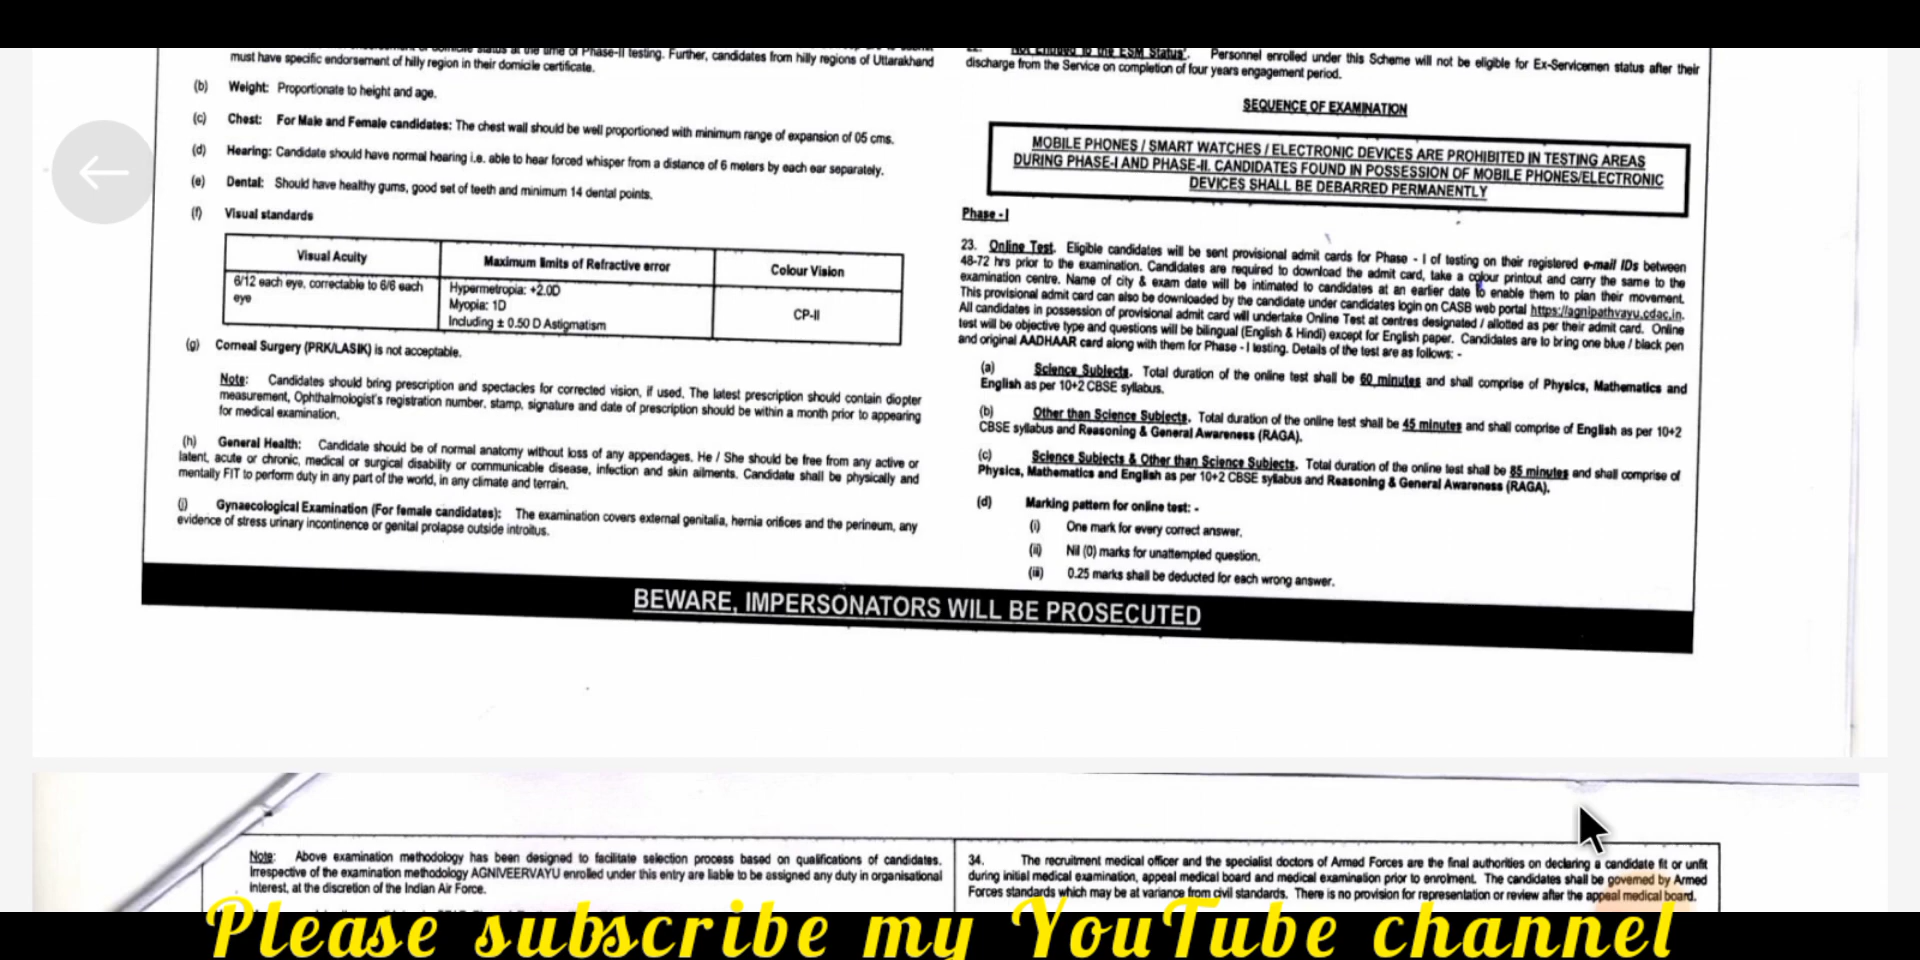 must have specific endorsement of hilly region in their domicile certificate.
(b) Weight: Proportionate to height and age.
(c) Chest: For Male and Female candidates: The chest wall should be well proportioned with minimum range of expansion of 05 cms.
(d) Hearing: Candidate should have normal hearing i.e. able to hear forced whisper from a distance of 6 meters by each ear separately.
(e) Dental: Should have healthy gums, good set of teeth and minimum 14 dental points.
(f) Visual standards
Visual Acuity Maximum limits of Refractive error Colour Vision
6/12 each eye, correctable to 6/6 each
eye
Hypermetropia: +2.0D
Myopia: 1D
Including ± 0.50 D Astigmatism
CP-II
(g) Corneal Surgery (PRK/LASIK) is not acceptable.
Note: Candidates should bring prescription and spectacles for corrected vision, if used. The latest prescription should contain diopter
measurement, Ophthalmologist's registration number, stamp, signature and date of prescription should be within a month prior to appearing
for medical examination.
(h) General Health: Candidate should be of normal anatomy without loss of any appendages. He / She should be free from any active or
latent, acute or chronic, medical or surgical disability or communicable disease, infection and skin ailments. Candidate shall be physically and
mentally FIT to perform duty in any part of the world, in any climate and terrain.
(j) Gynaecological Examination (For female candidates): The examination covers external genitalia, hernia orifices and the perineum, any
evidence of stress urinary incontinence or genital prolapse outside introitus.
22. Not Entitled to the ESM Status'. Personnel enrolled under this Scheme will not be eligible for Ex-Servicemen status after their
discharge from the Service on completion of four years engagement period.
SEQUENCE OF EXAMINATION
MOBILE PHONES / SMART WATCHES / ELECTRONIC DEVICES ARE PROHIBITED IN TESTING AREAS
DURING PHASE-I AND PHASE-II. CANDIDATES FOUND IN POSSESSION OF MOBILE PHONES/ELECTRONIC
DEVICES SHALL BE DEBARRED PERMANENTLY
Phase - I
23. Online Test. Eligible candidates will be sent provisional admit cards for Phase - I of testing on their registered e-mail IDs between
48-72 hrs prior to the examination. Candidates are required to download the admit card, take a colour printout and carry the same to the
examination centre. Name of city & exam date will be intimated to candidates at an earlier date to enable them to plan their movement.
This provisional admit card can also be downloaded by the candidate under candidates login on CASB web portal https://agnipathvayu.cdac.in.
All candidates in possession of provisional admit card will undertake Online Test at centres designated / allotted as per their admit card. Online
test will be objective type and questions will be bilingual (English & Hindi) except for English paper. Candidates are to bring one blue / black pen
and original AADHAAR card along with them for Phase - I testing. Details of the test are as follows: -
(a) Science Subjects. Total duration of the online test shall be 60 minutes and shall comprise of Physics, Mathematics and
English as per 10+2 CBSE syllabus.
(b) Other than Science Subjects. Total duration of the online test shall be 45 minutes and shall comprise of English as per 10+2
CBSE syllabus and Reasoning & General Awareness (RAGA).
(c) Science Subjects & Other than Science Subjects. Total duration of the online test shall be 85 minutes and shall comprise of
Physics, Mathematics and English as per 10+2 CBSE syllabus and Reasoning & General Awareness (RAGA).
(d) Marking pattern for online test: -
(i) One mark for every correct answer.
(ii) Nil (0) marks for unattempted question.
(iii) 0.25 marks shall be deducted for each wrong answer.
BEWARE, IMPERSONATORS WILL BE PROSECUTED
Note: Above examination methodology has been designed to facilitate selection process based on qualifications of candidates.
Irrespective of the examination methodology AGNIVEERVAYU enrolled under this entry are liable to be assigned any duty in organisational
interest, at the discretion of the Indian Air Force.
34. The recruitment medical officer and the specialist doctors of Armed Forces are the final authorities on declaring a candidate fit or unfit
during initial medical examination, appeal medical board and medical examination prior to enrolment. The candidates shall be governed by Armed
Forces standards which may be at variance from civil standards. There is no provision for representation or review after the appeal medical board.
Please subscribe my YouTube channel